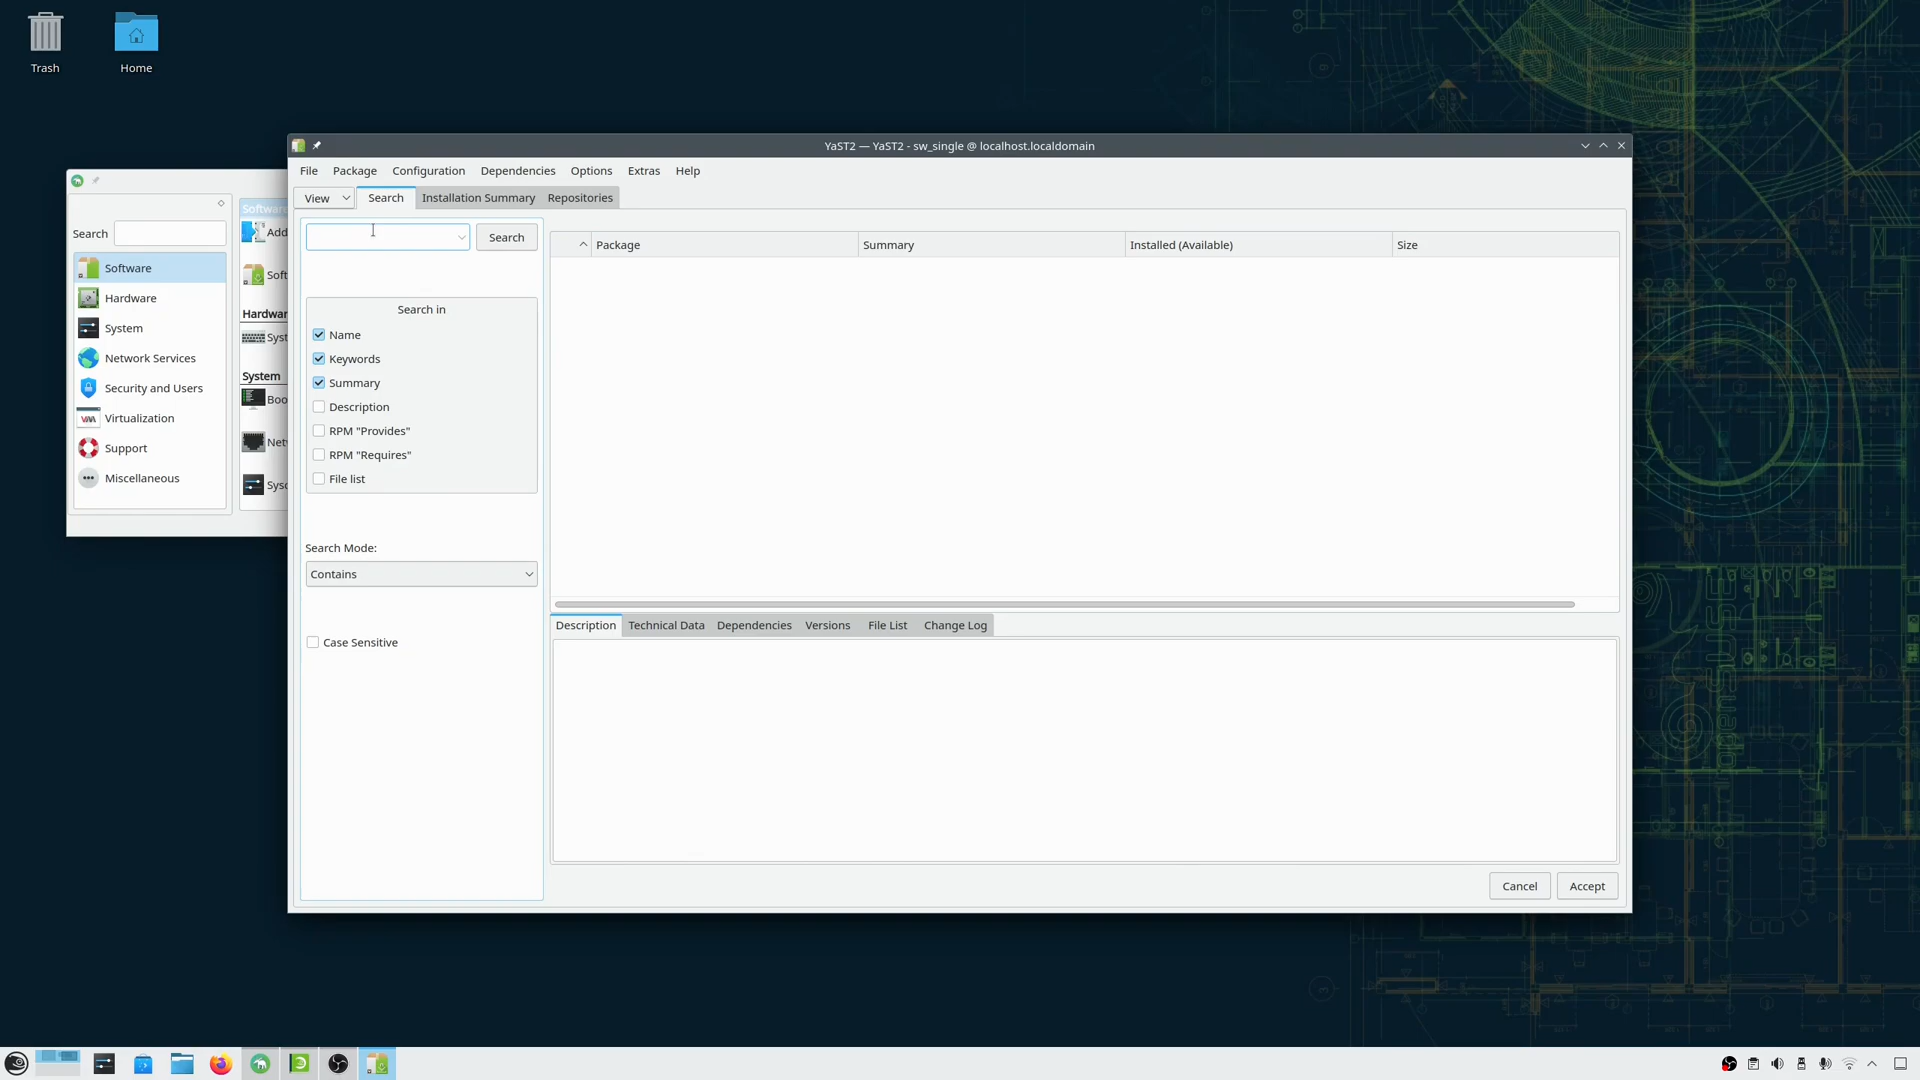 Trash
Home
YaST2 — YaST2 - sw_single @ localhost.localdomain
File Package Configuration Dependencies Options Extras Help
View Search Installation Summary Repositories
Search
Package Summary Installed (Available) Size
Search in
Name
Keywords
Summary
Description
RPM "Provides"
RPM "Requires"
File list
Search Mode:
Contains
Case Sensitive
Description Technical Data Dependencies Versions File List Change Log
Cancel Accept
Search
Software
Hardware
System
Network Services
Security and Users
Virtualization
Support
Miscellaneous
Software
Add
Soft
Hardwar
Syst
System
Boo
Net
Sysc
openSUSE